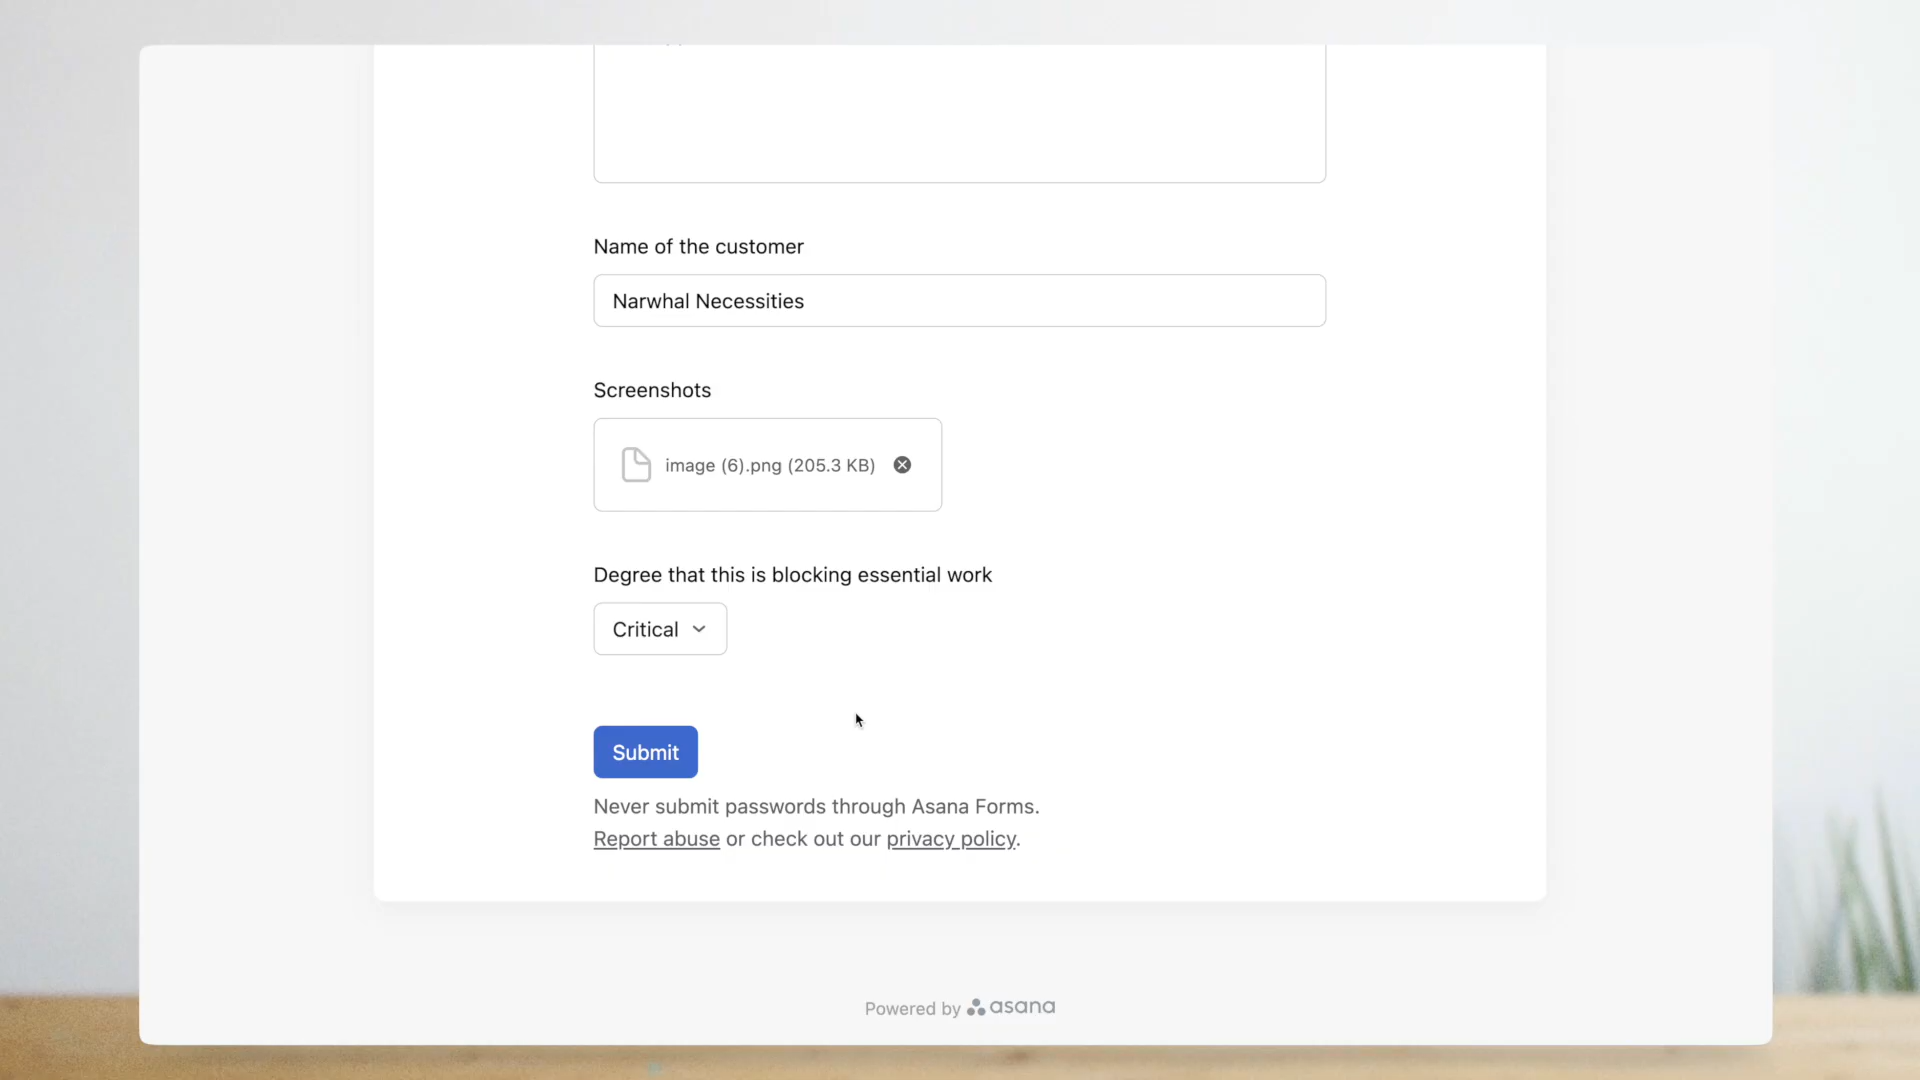 Name of the customer
Narwhal Necessities
Screenshots
image (6).png (205.3 KB)
Degree that this is blocking essential work
Critical
Submit
Never submit passwords through Asana Forms.
Report abuse or check out our privacy policy.
Powered by asana